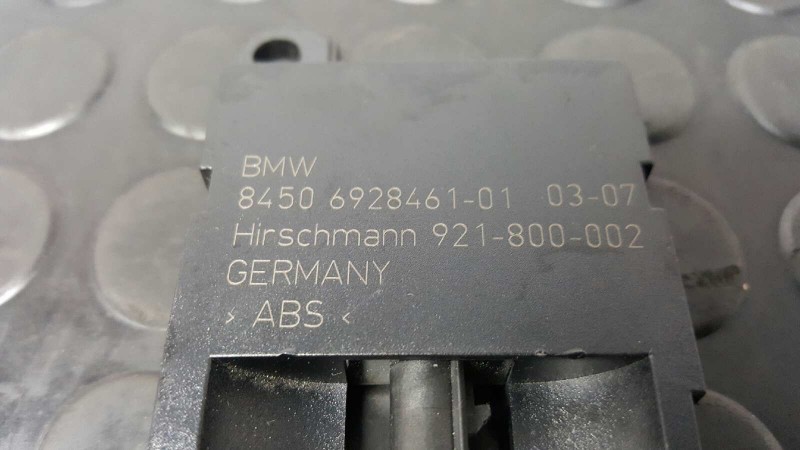 BMW
8450 6928461-01 03-07
Hirschmann 921-800-002
GERMANY
> ABS <